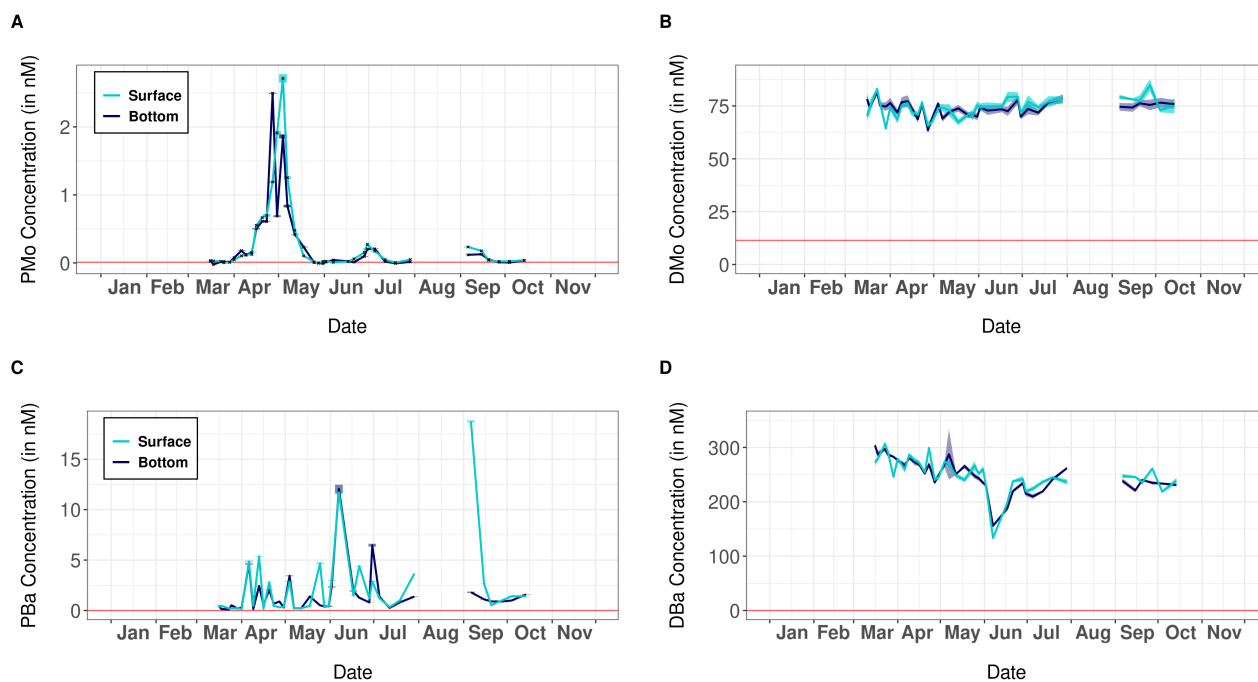 A
PMo Concentration (in nM)
2
1
0
Surface
Bottom
Jan Feb Mar Apr May Jun Jul Aug Sep Oct Nov
Date
B
DMo Concentration (in nM)
75
50
25
0
Jan Feb Mar Apr May Jun Jul Aug Sep Oct Nov
Date
C
PBa Concentration (in nM)
15
10
5
0
Surface
Bottom
Jan Feb Mar Apr May Jun Jul Aug Sep Oct Nov
Date
D
DBa Concentration (in nM)
300
200
100
0
Jan Feb Mar Apr May Jun Jul Aug Sep Oct Nov
Date